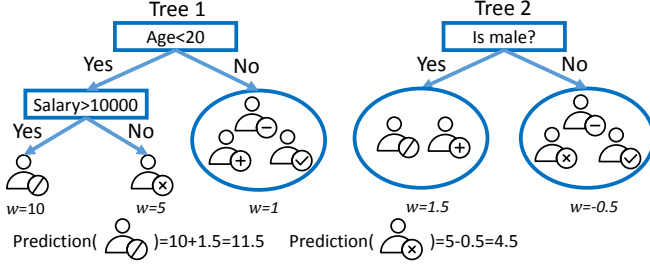 Tree 1
Tree 2
Age<20
Is male?
Yes
No
Yes
No
Salary>10000
Yes
No
w=10
w=5
w=1
w=1.5
w=-0.5
Prediction( )=10+1.5=11.5
Prediction( )=5-0.5=4.5